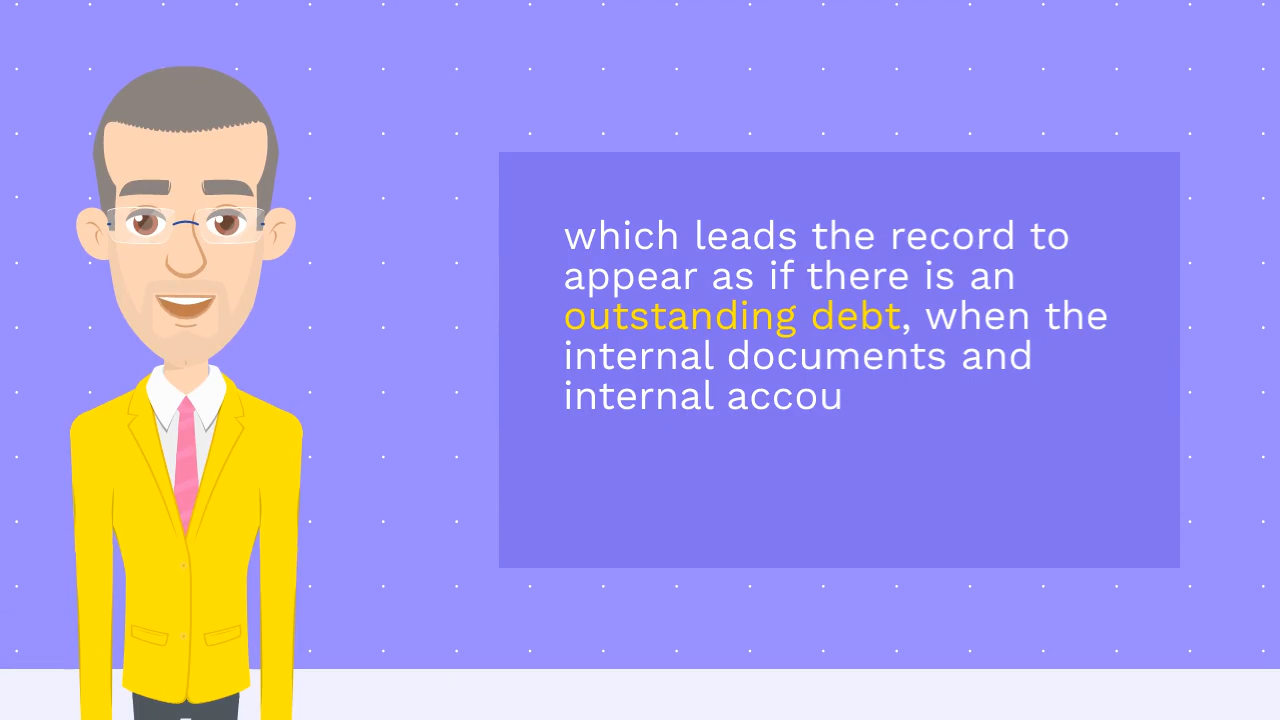 which leads the record to
appear as if there is an
outstanding debt, when the
internal documents and
internal accou